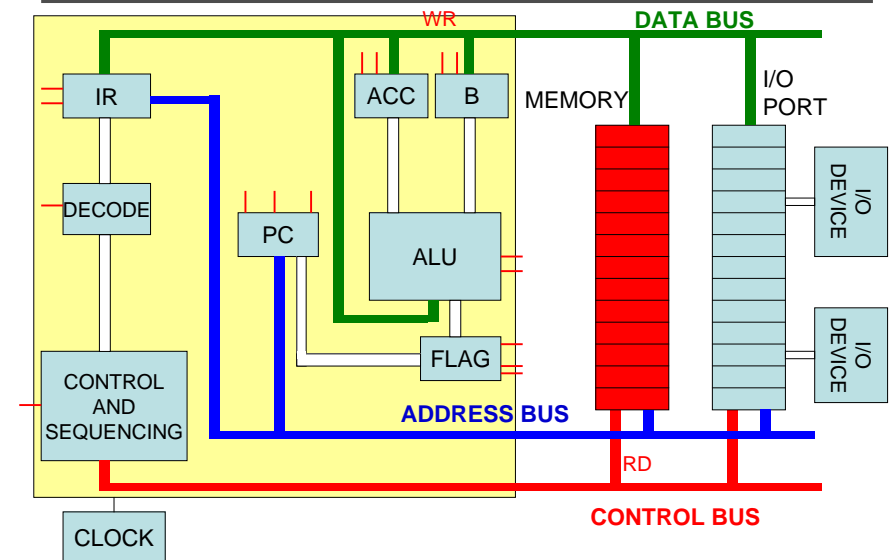 WR
DATA BUS
IR
ACC
B
MEMORY
I/O
PORT
DECODE
PC
ALU
I/O
DEVICE
FLAG
I/O
DEVICE
CONTROL
AND
SEQUENCING
ADDRESS BUS
RD
CONTROL BUS
CLOCK